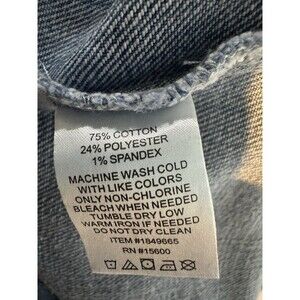 75% COTTON
24% POLYESTER
1% SPANDEX
MACHINE WASH COLD
WITH LIKE COLORS
ONLY NON-CHLORINE
BLEACH WHEN NEEDED
TUMBLE DRY LOW
WARM IRON IF NEEDED
DO NOT DRY CLEAN
ITEM #1849665
RN #15600